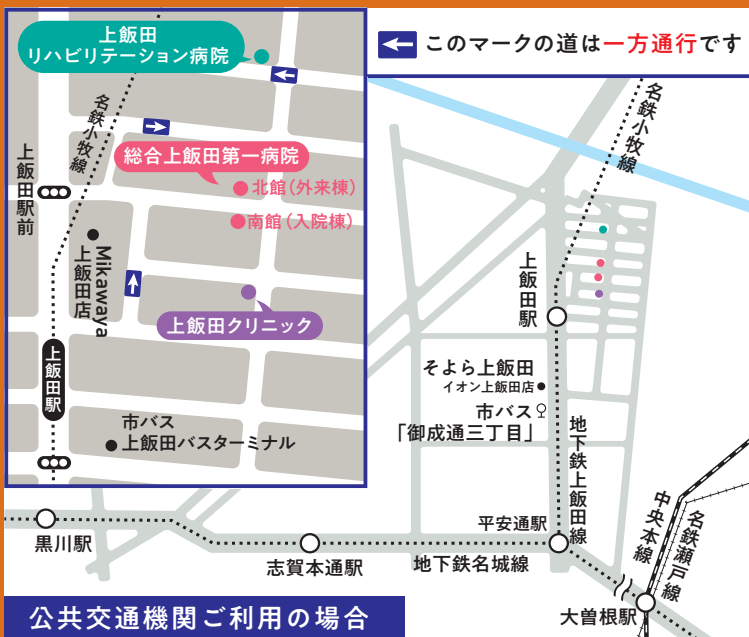 上飯田
リハビリテーション病院
このマークの道は一方通行です
名鉄小牧線
総合上飯田第一病院
北館(外来棟)
南館(入院棟)
上飯田駅前
Mikawaya
上飯田店
上飯田クリニック
上飯田駅
市バス
上飯田バスターミナル
名鉄小牧線
上飯田駅
そよら上飯田
イオン上飯田店
市バス
「御成通三丁目」
地下鉄上飯田線
平安通駅
黒川駅
志賀本通駅
地下鉄名城線
中央本線
名鉄瀬戸線
大曽根駅
公共交通機関ご利用の場合